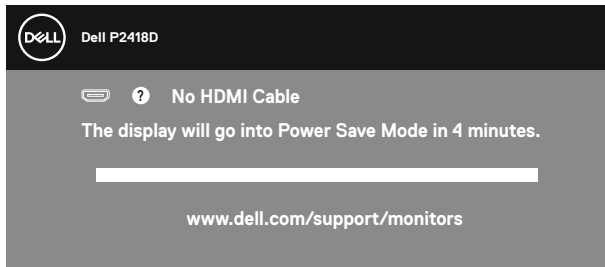 DELL Dell P2418D
? No HDMI Cable
The display will go into Power Save Mode in 4 minutes.
www.dell.com/support/monitors